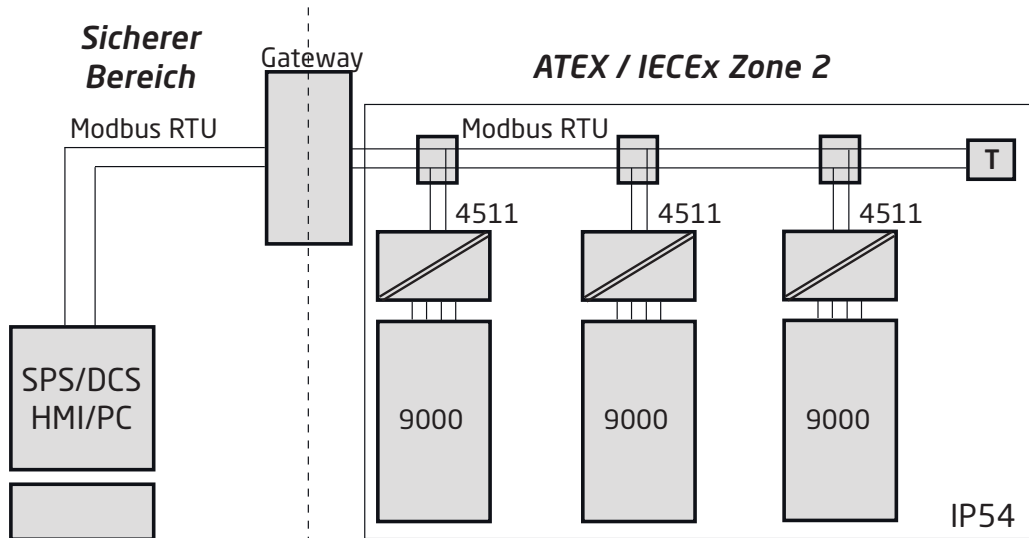 Sicherer
Bereich
Gateway
ATEX / IECEx Zone 2
Modbus RTU
Modbus RTU
T
4511
4511
4511
SPS/DCS
HMI/PC
9000
9000
9000
IP54